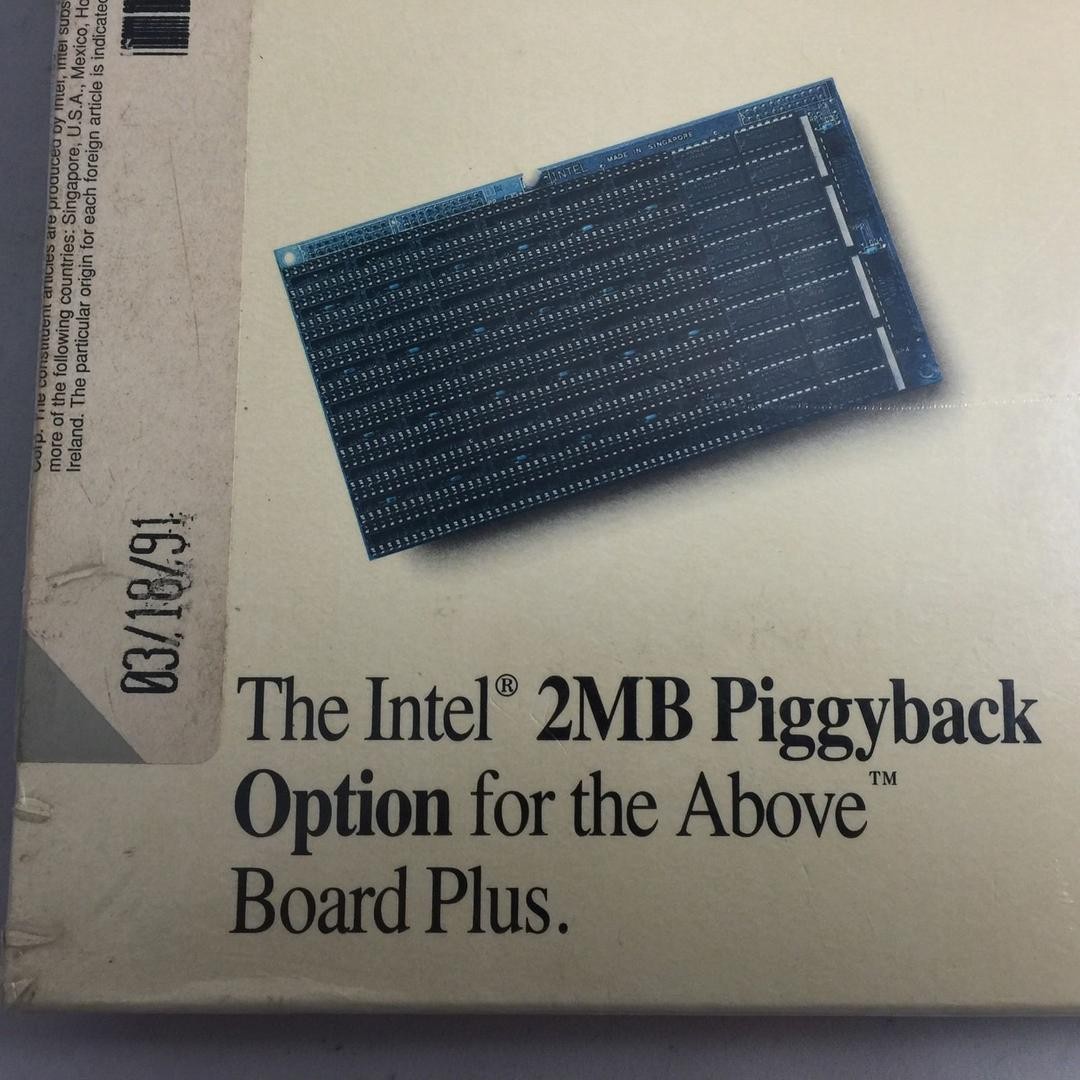 Corp. The constituent articles are produced by Intel, Intel subs
more of the following countries: Singapore, U.S.A., Mexico, Ho
Ireland. The particular origin for each foreign article is indicated
03/18/91
INTEL
MADE IN SINGAPORE
The Intel® 2MB Piggyback
Option for the Above™
Board Plus.